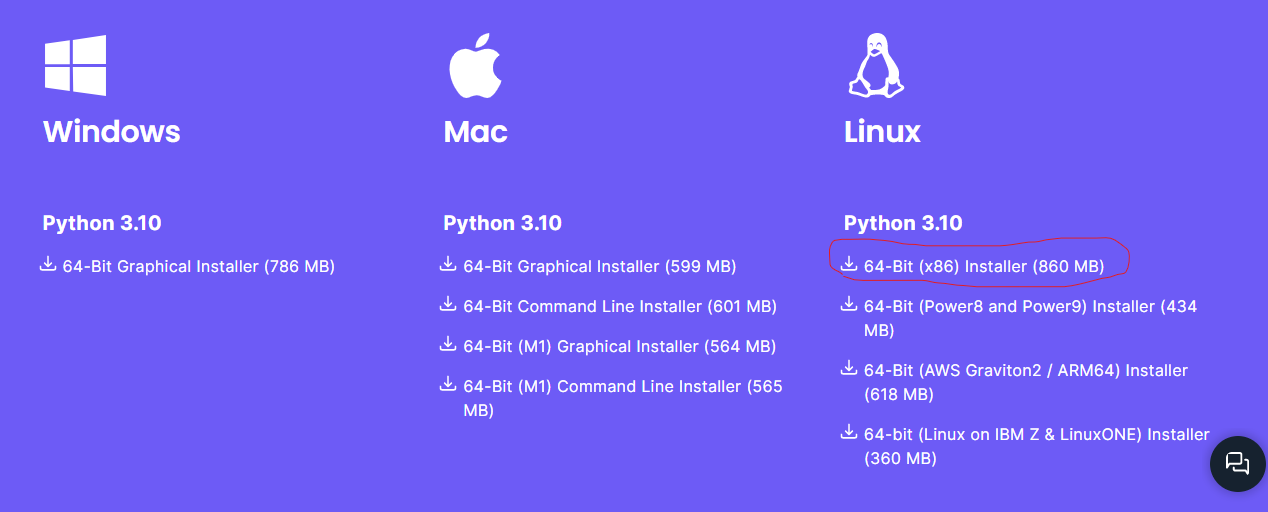 Windows
Python 3.10
64-Bit Graphical Installer (786 MB)
Mac
Python 3.10
64-Bit Graphical Installer (599 MB)
64-Bit Command Line Installer (601 MB)
64-Bit (M1) Graphical Installer (564 MB)
64-Bit (M1) Command Line Installer (565
MB)
Linux
Python 3.10
64-Bit (x86) Installer (860 MB)
64-Bit (Power8 and Power9) Installer (434
MB)
64-Bit (AWS Graviton2 / ARM64) Installer
(618 MB)
64-bit (Linux on IBM Z & LinuxONE) Installer
(360 MB)